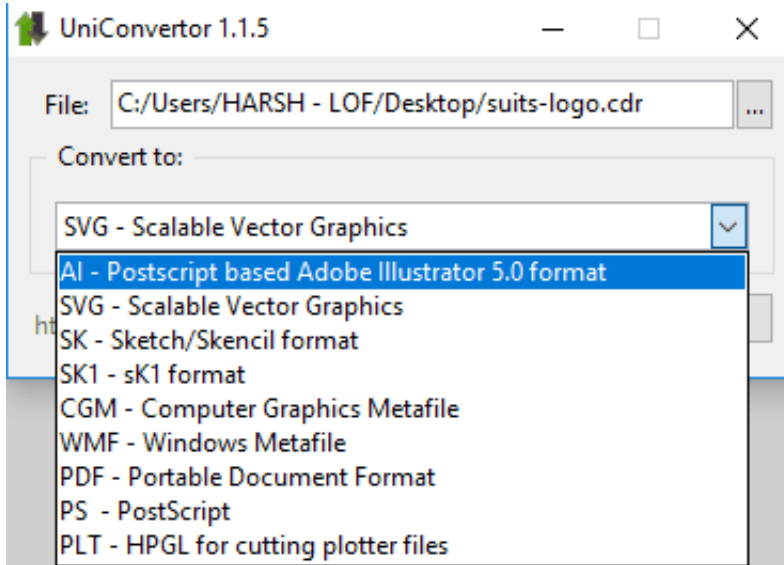 UniConvertor 1.1.5
File: C:/Users/HARSH - LOF/Desktop/suits-logo.cdr ...
Convert to:
SVG - Scalable Vector Graphics
AI - Postscript based Adobe Illustrator 5.0 format
SVG - Scalable Vector Graphics
SK - Sketch/Skencil format
SK1 - sK1 format
CGM - Computer Graphics Metafile
WMF - Windows Metafile
PDF - Portable Document Format
PS - PostScript
PLT - HPGL for cutting plotter files